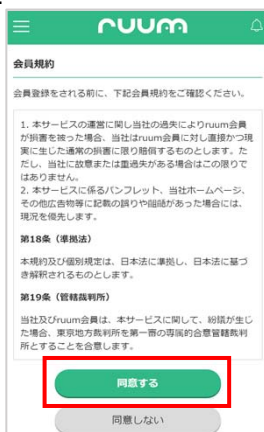 ruum
会員規約
会員登録をされる前に、下記会員規約をご確認ください。
1. 本サービスの運営に関し当社の過失によりruum会員
が損害を被った場合、当社はruum会員に対し直接かつ現
実に生じた通常の損害に限り賠償するものとします。た
だし、当社に故意または重過失がある場合はこの限りで
はありません。
2. 本サービスに係るパンフレット、当社ホームページ、
その他広告物等に記載の誤りや齟齬があった場合には、
現況を優先します。
第18条（準拠法）
本規約及び個別規定は、日本法に準拠し、日本法に基づ
き解釈されるものとします。
第19条（管轄裁判所）
当社及びruum会員は、本サービスに関して、紛議が生じ
た場合、東京地方裁判所を第一審の専属的合意管轄裁判
所とすることを合意します。
同意する
同意しない